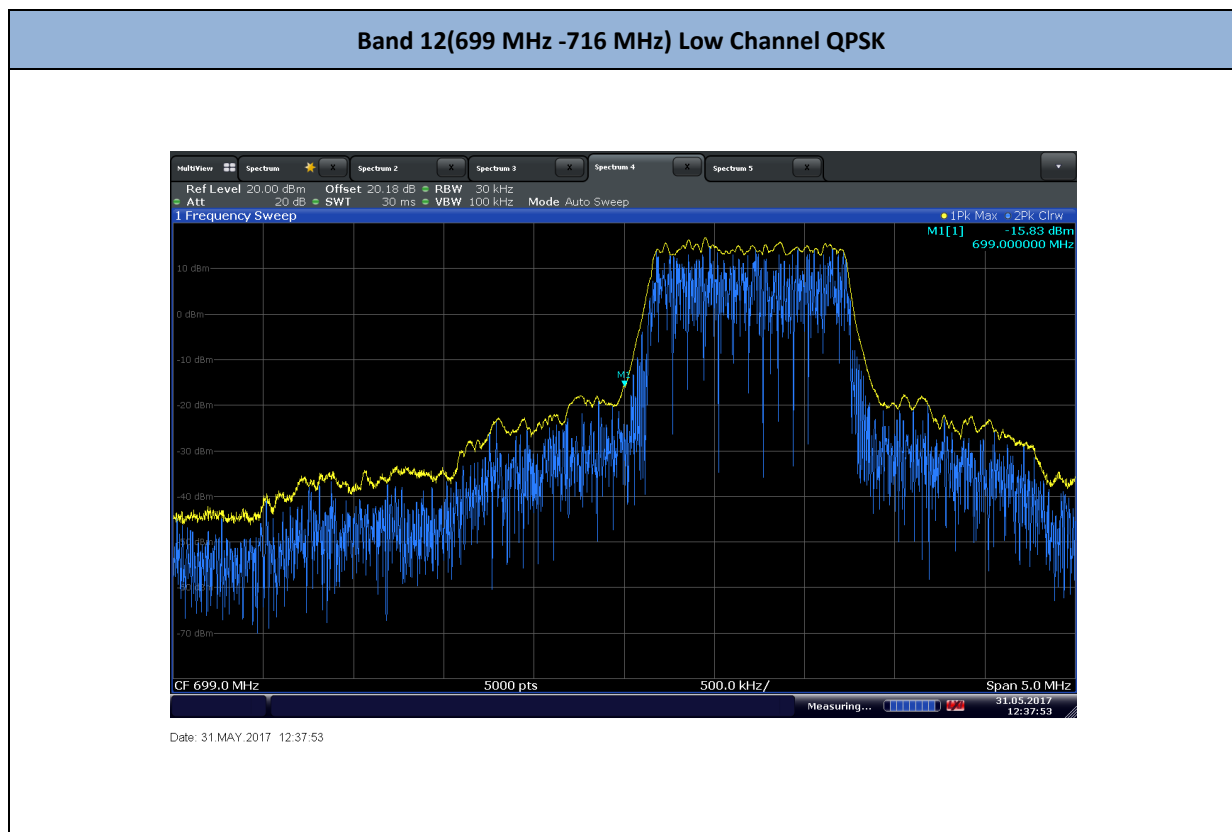 Band 12(699 MHz -716 MHz) Low Channel QPSK
MultiView Spectrum X Spectrum 2 X Spectrum 3 X Spectrum 4 X Spectrum 5 X
Ref Level 20.00 dBm Offset 20.18 dB RBW 30 kHz
Att 20 dB SWT 30 ms VBW 100 kHz Mode Auto Sweep
1 Frequency Sweep 1Pk Max 2Pk Clrw
M1[1] -15.83 dBm
699.000000 MHz
10 dBm
0 dBm
-10 dBm
M1
-20 dBm
-30 dBm
-40 dBm
-50 dBm
-60 dBm
-70 dBm
CF 699.0 MHz 5000 pts 500.0 kHz/ Span 5.0 MHz
Measuring... 31.05.2017
12:37:53
Date: 31.MAY.2017 12:37:53